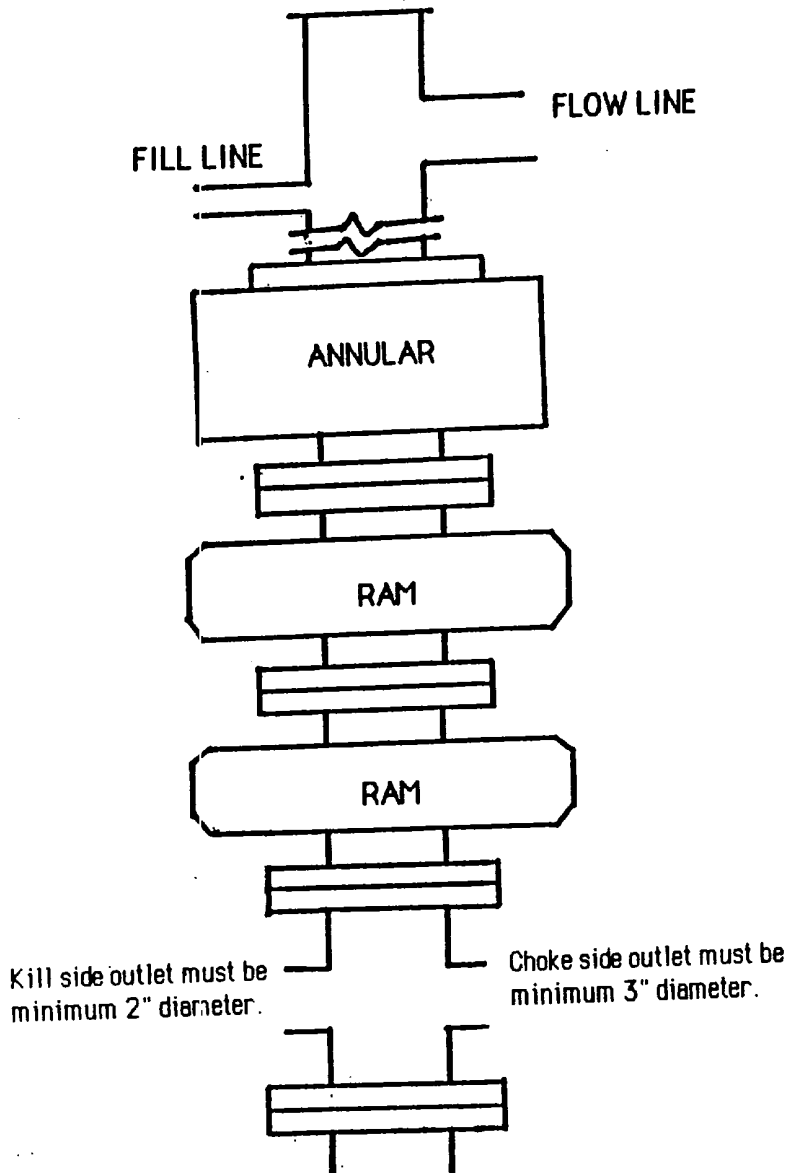 FLOW LINE
FILL LINE
ANNULAR
RAM
RAM
Kill side outlet must be
minimum 2" diameter.
Choke side outlet must be
minimum 3" diameter.